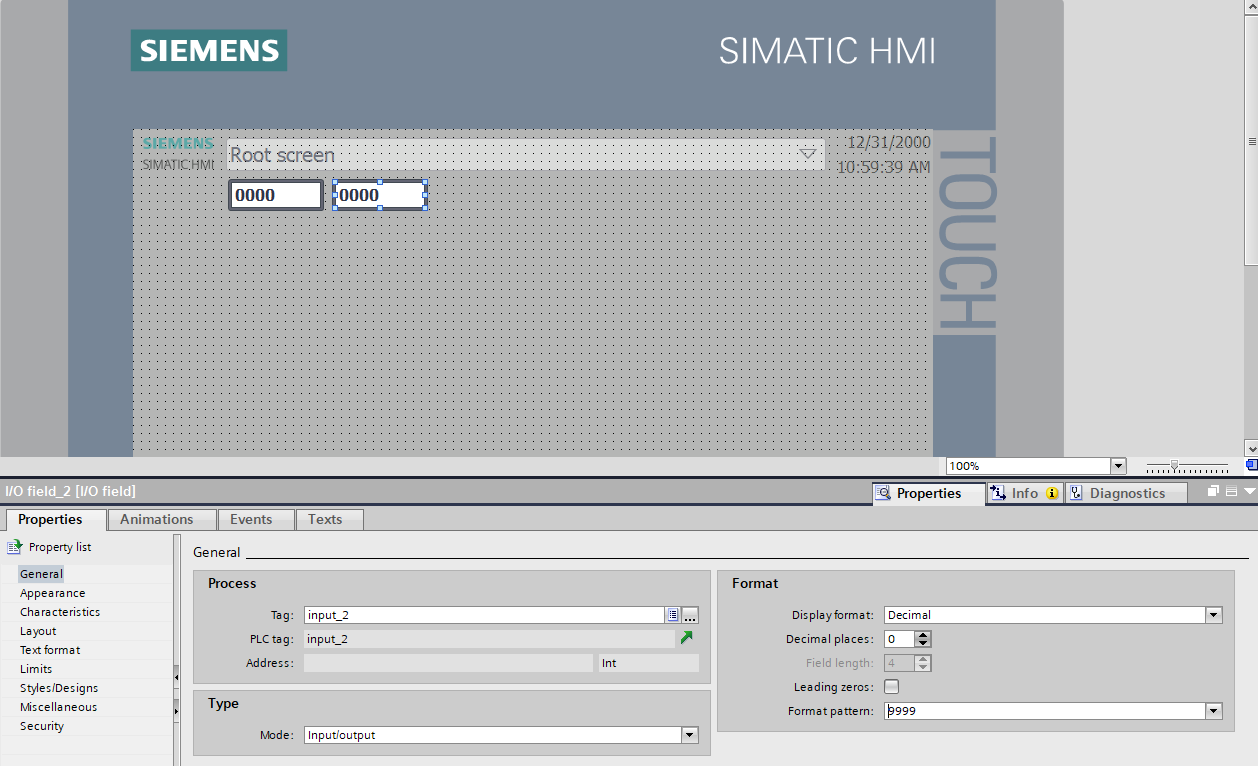 SIEMENS
SIMATIC HMI
SIEMENS
SIMATIC HMI
Root screen
12/31/2000
10:59:39 AM
0000
0000
TOUCH
100%
I/O field_2 [I/O field]
Properties
Info
Diagnostics
Properties
Animations
Events
Texts
Property list
General
Appearance
Characteristics
Layout
Text format
Limits
Styles/Designs
Miscellaneous
Security
General
Process
Tag: input_2
...
PLC tag: input_2
Address:
Int
Type
Mode: Input/output
Format
Display format: Decimal
Decimal places: 0
Field length: 4
Leading zeros:
Format pattern: 9999